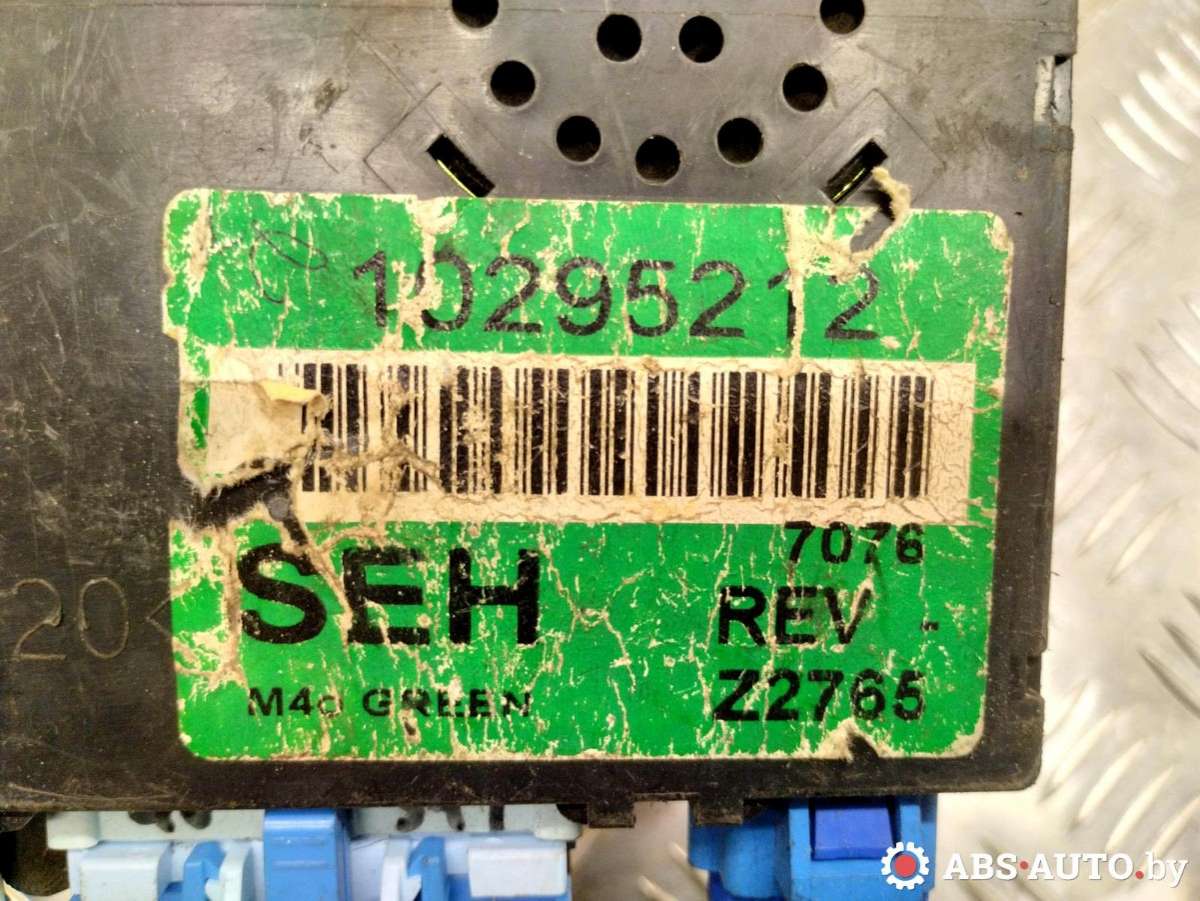 10295212
7076
SEH
REV -
M4c GREEN
Z2765
20<
ABS-AUTO.by